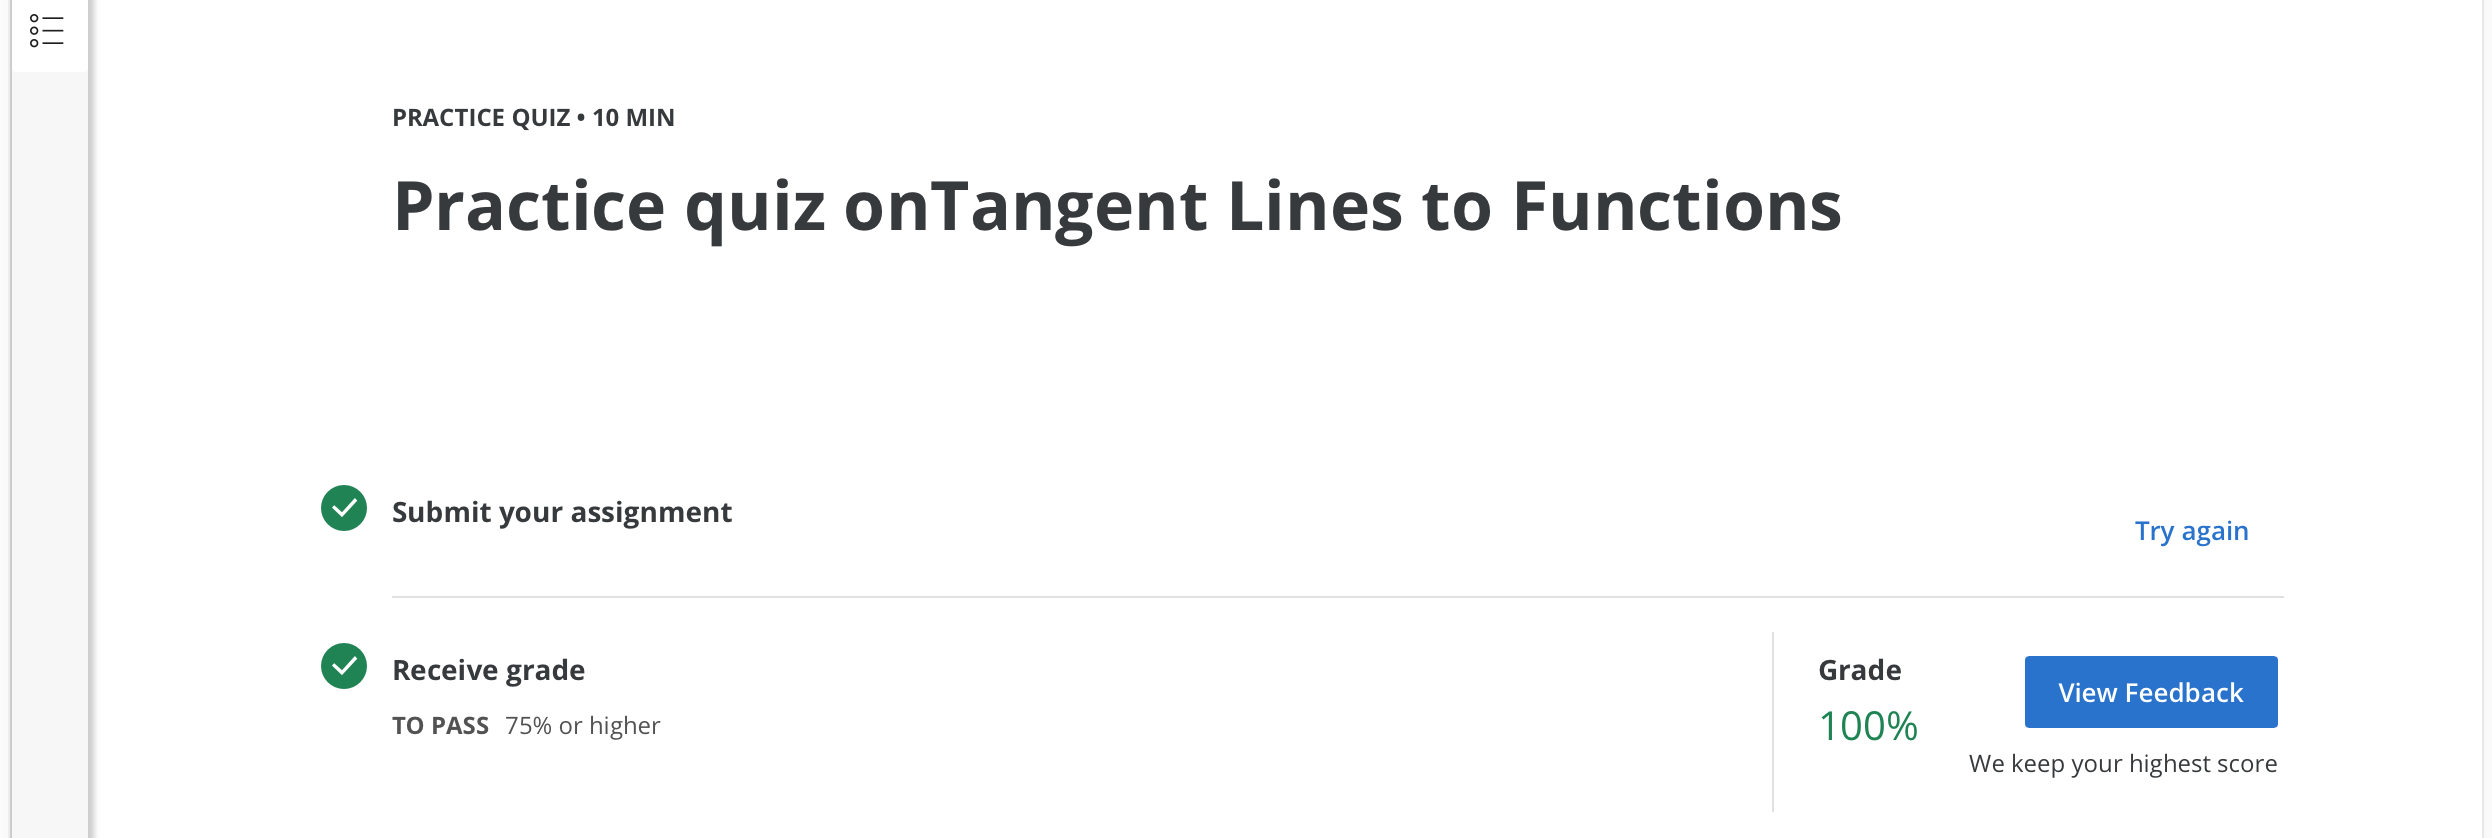 PRACTICE QUIZ • 10 MIN
Practice quiz onTangent Lines to Functions
Submit your assignment
Try again
Receive grade
TO PASS 75% or higher
Grade
100%
View Feedback
We keep your highest score